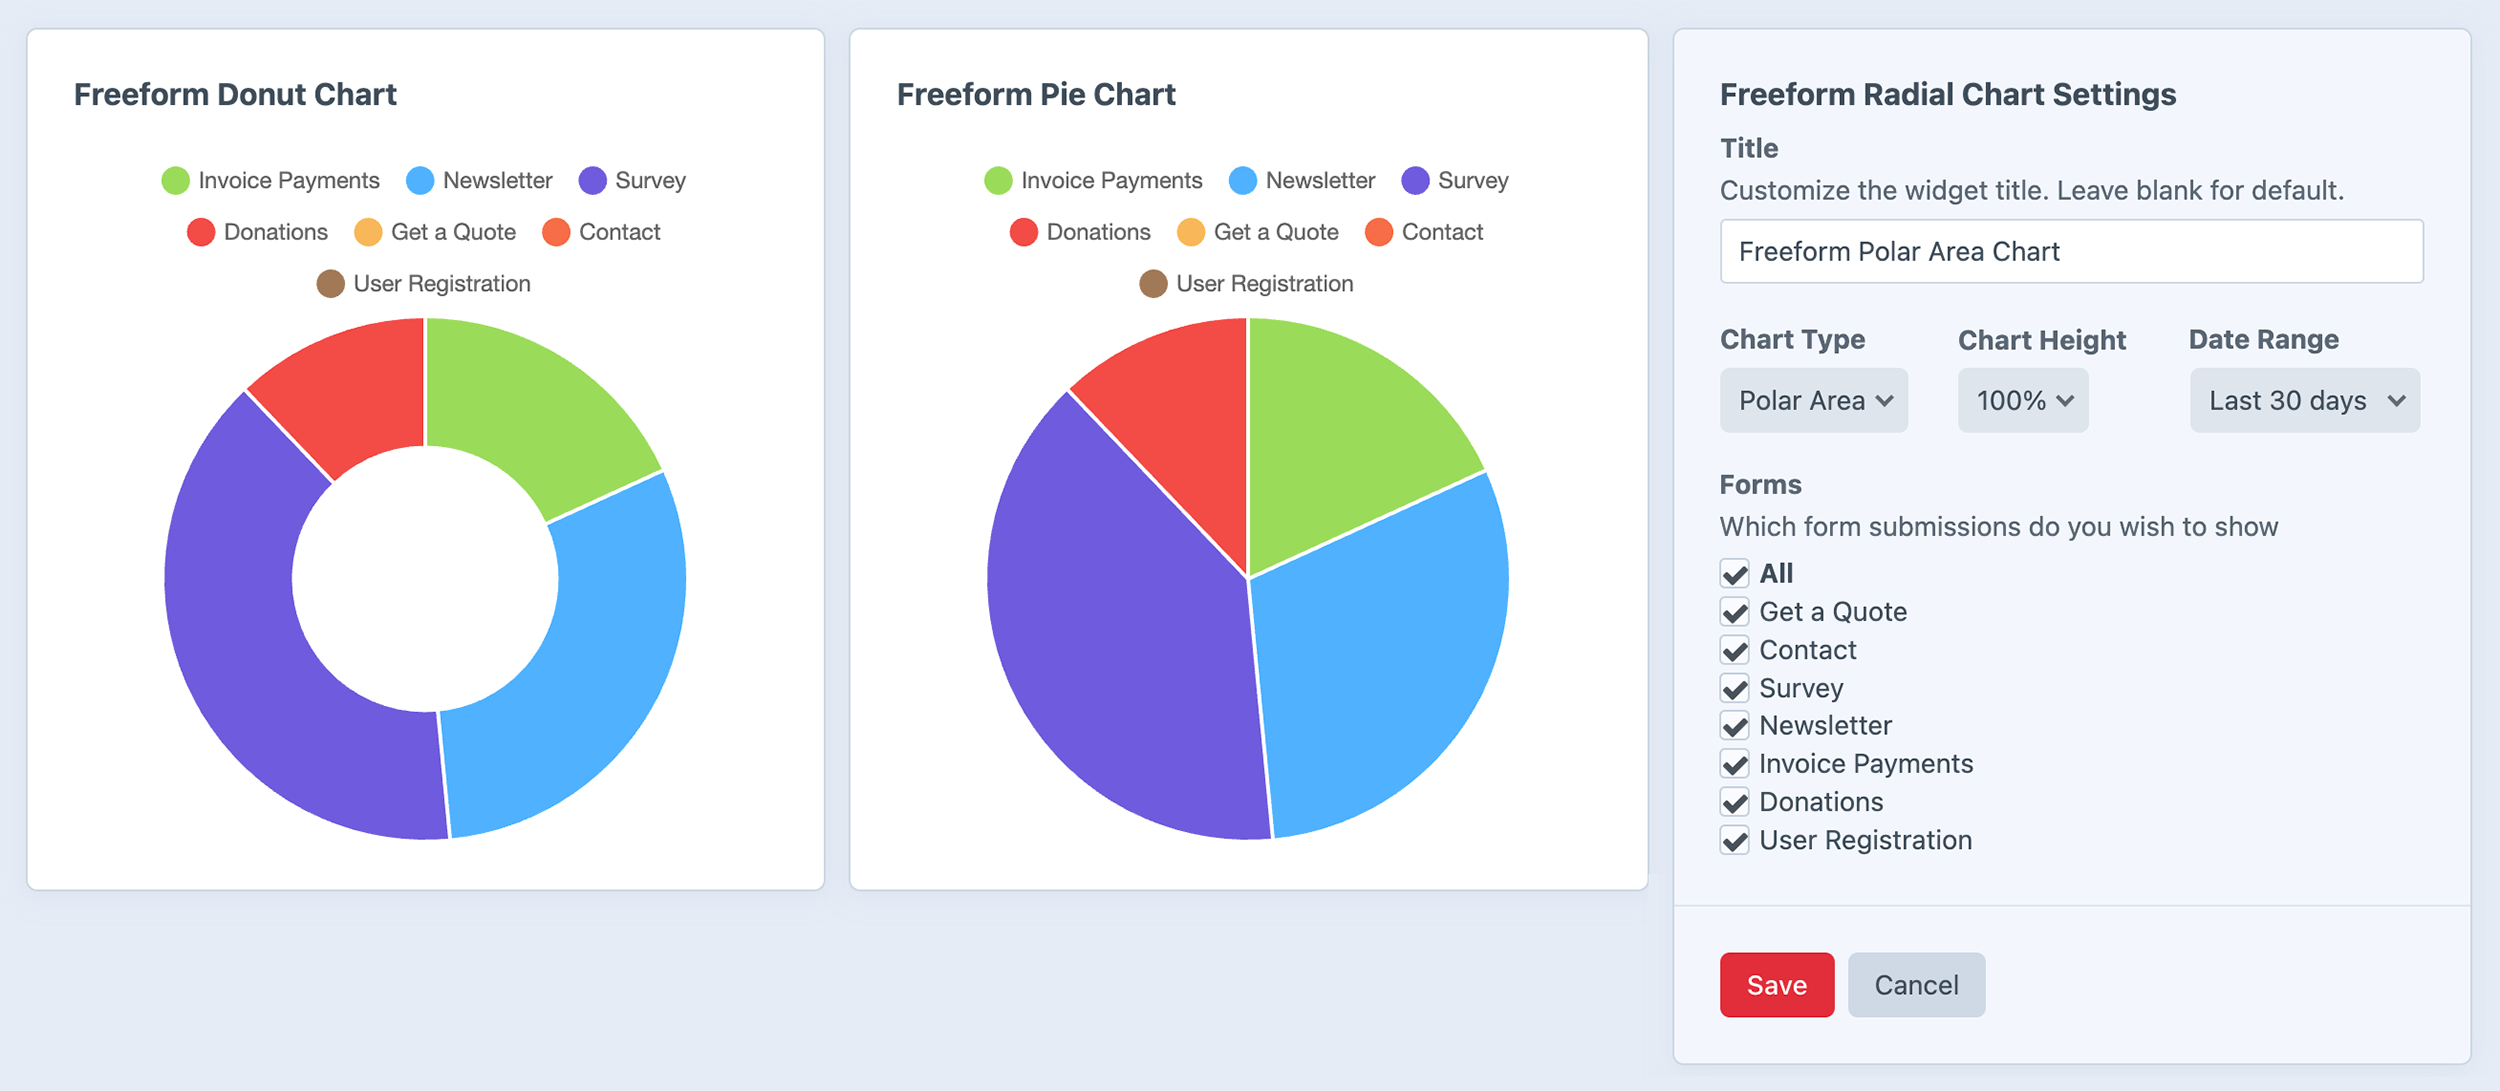 Freeform Donut Chart
Invoice Payments Newsletter Survey
Donations Get a Quote Contact
User Registration
Freeform Pie Chart
Invoice Payments Newsletter Survey
Donations Get a Quote Contact
User Registration
Freeform Radial Chart Settings
Title
Customize the widget title. Leave blank for default.
Freeform Polar Area Chart
Chart Type Chart Height Date Range
Polar Area 100% Last 30 days
Forms
Which form submissions do you wish to show
All
Get a Quote
Contact
Survey
Newsletter
Invoice Payments
Donations
User Registration
Save Cancel